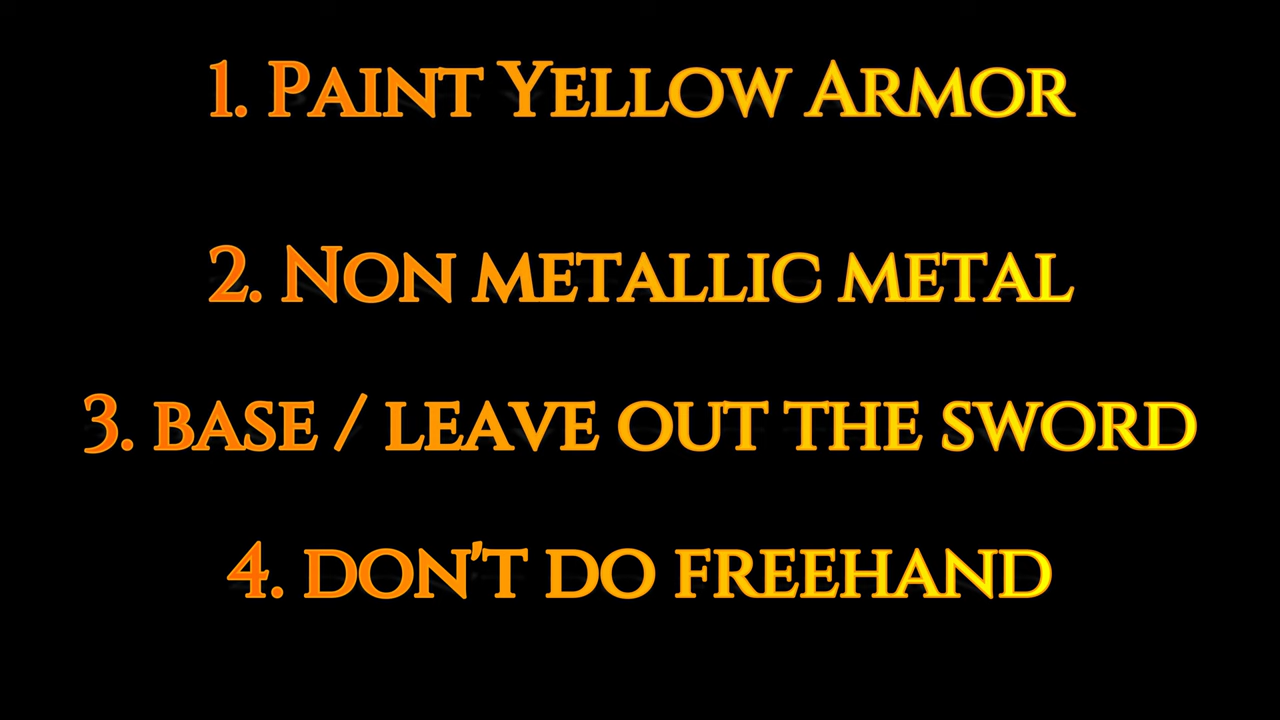 1. Paint Yellow Armor
2. Non metallic metal
3. base / leave out the sword
4. don't do freehand